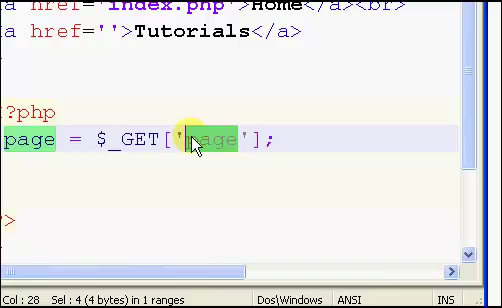 a href='index.php'>Home</a><br>
a href=''>Tutorials</a>
?php
page = $_GET['page'];
?>
Col : 28 Sel : 4 (4 bytes) in 1 ranges Dos\Windows ANSI INS